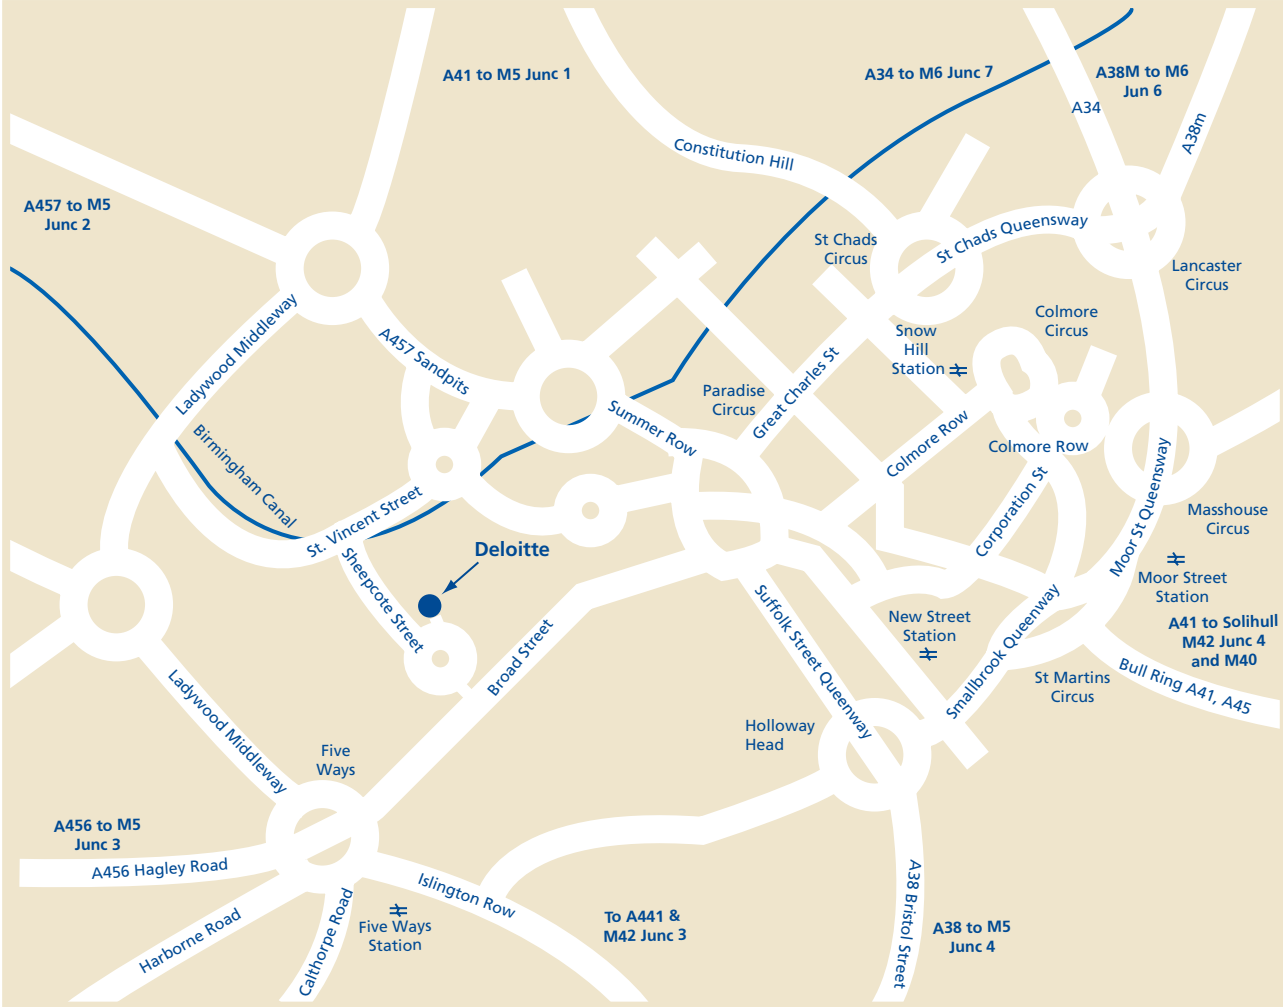 A41 to M5 Junc 1
A34 to M6 Junc 7
A38M to M6
Jun 6
A34
A38m
Constitution Hill
A457 to M5
Junc 2
St Chads
Circus
St Chads Queensway
Lancaster
Circus
Ladywood Middleway
A457 Sandpits
Snow
Hill
Station
Colmore
Circus
Paradise
Circus
Great Charles St
Summer Row
Colmore Row
Colmore Row
Birmingham Canal
St. Vincent Street
Corporation St
Moor St Queensway
Masshouse
Circus
Deloitte
Sheepcote Street
Moor Street
Station
Broad Street
Suffolk Street Queenway
New Street
Station
Smallbrook Queenway
A41 to Solihull
M42 Junc 4
and M40
St Martins
Circus
Bull Ring A41, A45
Ladywood Middleway
Holloway
Head
Five
Ways
A456 to M5
Junc 3
A456 Hagley Road
Harborne Road
Calthorpe Road
Islington Row
Five Ways
Station
To A441 &
M42 Junc 3
A38 Bristol Street
A38 to M5
Junc 4